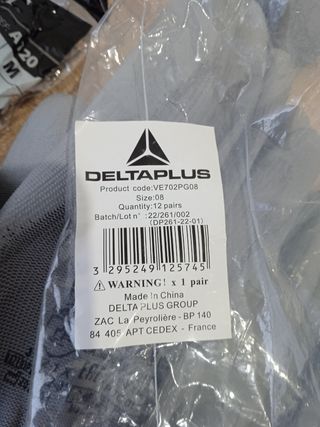 A120
M
DELTAPLUS
Product code:VE702PG08
Size:08
Quantity:12 pairs
Batch/Lot n°:22/261/002
(DP261-22-01)
3 295249 125745
WARNING! x 1 pair
Made In China
DELTAPLUS GROUP
ZAC La Peyrolière - BP 140
84 405 APT CEDEX - France